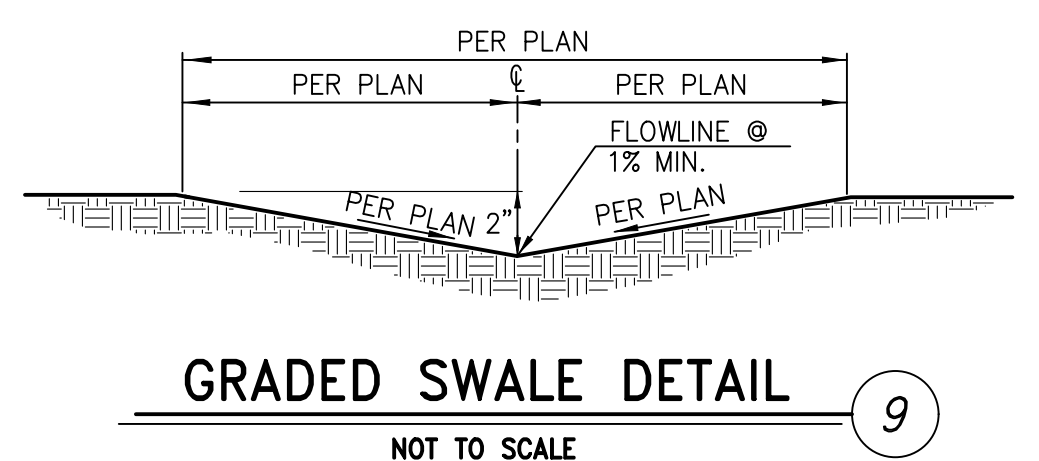 PER PLAN
℄
PER PLAN
PER PLAN
FLOWLINE @
1% MIN.
PER PLAN
2"
PER PLAN
GRADED SWALE DETAIL
9
NOT TO SCALE